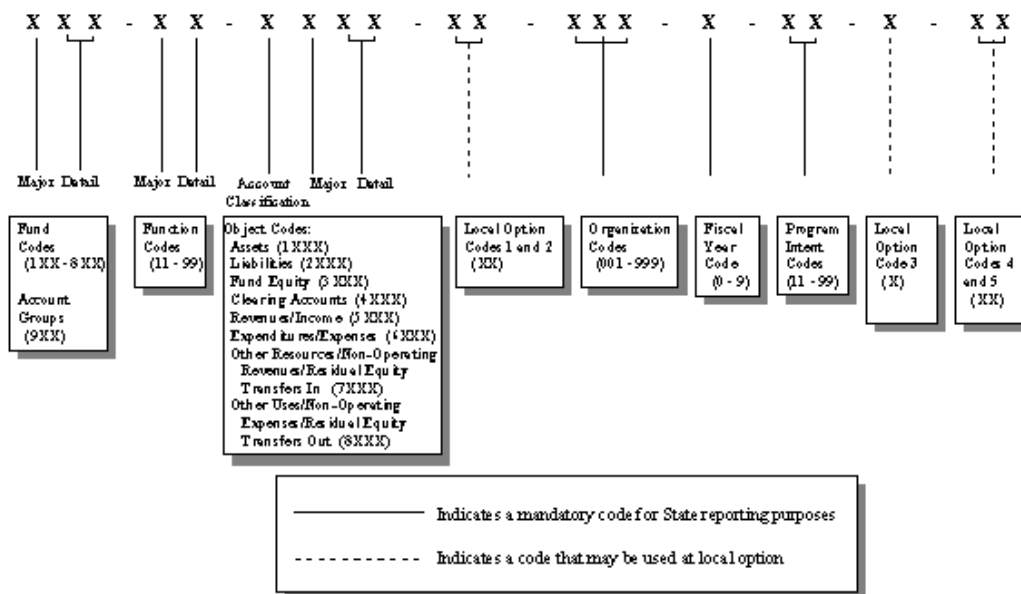 X X X - X X - X X X X - X X - X X X - X - X X - X - X X
Major Detail
Major Detail
Account
Classification
Major Detail
Fund
Codes
(1XX - 8XX)
Account
Groups
(9XX)
Function
Codes
(11 - 99)
Object Codes:
Assets (1XXX)
Liabilities (2XXX)
Fund Equity (3XXX)
Clearing Accounts (4XXX)
Revenues/Income (5XXX)
Expenditures/Expenses (6XXX)
Other Resources/Non-Operating
Revenues/Residual Equity
Transfers In (7XXX)
Other Uses/Non-Operating
Expenses/Residual Equity
Transfers Out (8XXX)
Local Option
Codes 1 and 2
(XX)
Organization
Codes
(001 - 999)
Fiscal
Year
Code
(0 - 9)
Program
Intent
Codes
(11 - 99)
Local
Option
Code 3
(X)
Local
Option
Codes 4
and 5
(XX)
Indicates a mandatory code for State reporting purposes
Indicates a code that may be used at local option